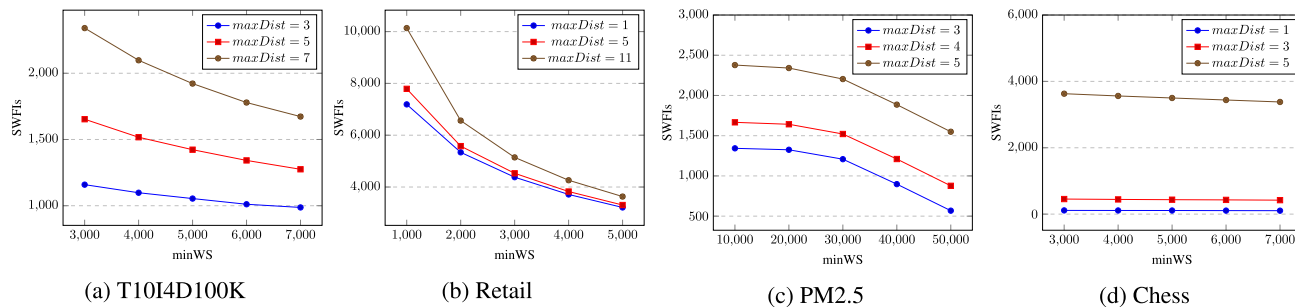 maxDist = 3
maxDist = 5
maxDist = 7
2,000
1,500
1,000
SWFIs
3,000 4,000 5,000 6,000 7,000
minWS
(a) T10I4D100K
maxDist = 1
maxDist = 5
maxDist = 11
10,000
8,000
6,000
4,000
SWFIs
1,000 2,000 3,000 4,000 5,000
minWS
(b) Retail
maxDist = 3
maxDist = 4
maxDist = 5
3,000
2,500
2,000
1,500
1,000
500
SWFIs
10,000 20,000 30,000 40,000 50,000
minWS
(c) PM2.5
maxDist = 1
maxDist = 3
maxDist = 5
6,000
4,000
2,000
0
SWFIs
3,000 4,000 5,000 6,000 7,000
minWS
(d) Chess